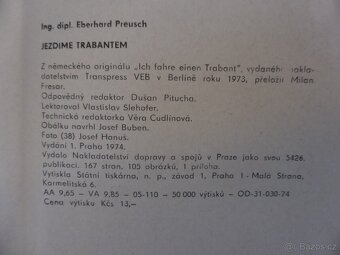 Ing. dipl. Eberhard Preusch
JEZDIME TRABANTEM
Z německého originálu „Ich fahre einen Trabant", vydaného nakla-
datelstvím Transpress VEB v Berlíně roku 1973, přeložil Milan
Fresar.
Odpovědný redaktor Dušan Pitucha.
Lektoroval Vlastislav Slehofer.
Technická redaktorka Věra Cudlínová.
Obálku navrhl Josef Buben.
Foto (38) Josef Hanuš.
Vydání 1. Praha 1974.
Vydalo Nakladatelství dopravy a spojů v Praze jako svou 5426.
publikaci. 167 stran, 105 obrázků, 1 příloha.
Vytiskla Státní tiskárna, n. p., závod 1, Praha 1 - Malá Strana,
Karmelitská 6.
AA 9,65 – VA 9,85 – 05-110 – 50 000 výtisků – OD-31-030-74
Cena výtisku Kčs 13,—
sbazar.cz